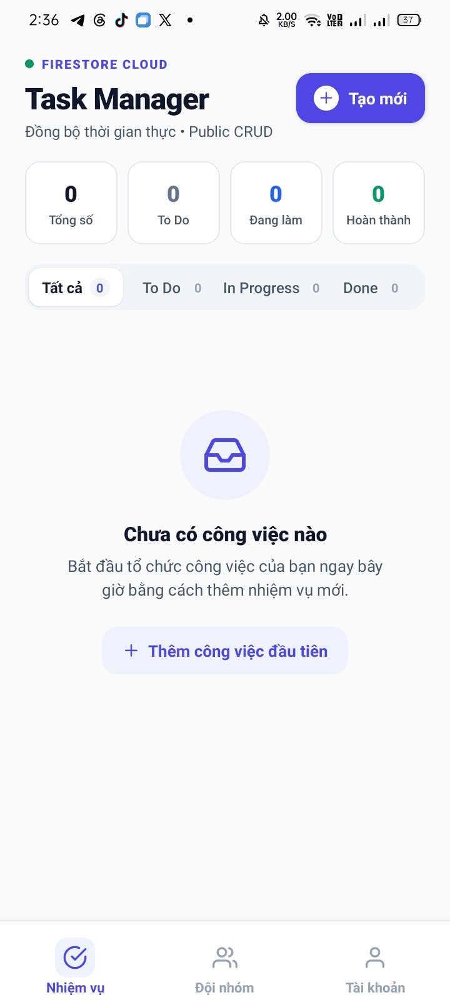 2:36
2.00
KB/S
Vo D
LTE 2
37
FIRESTORE CLOUD
Task Manager
Tạo mới
Đồng bộ thời gian thực • Public CRUD
0
Tổng số
0
To Do
0
Đang làm
0
Hoàn thành
Tất cả 0
To Do 0
In Progress 0
Done 0
Chưa có công việc nào
Bắt đầu tổ chức công việc của bạn ngay bây
giờ bằng cách thêm nhiệm vụ mới.
+ Thêm công việc đầu tiên
Nhiệm vụ
Đội nhóm
Tài khoản